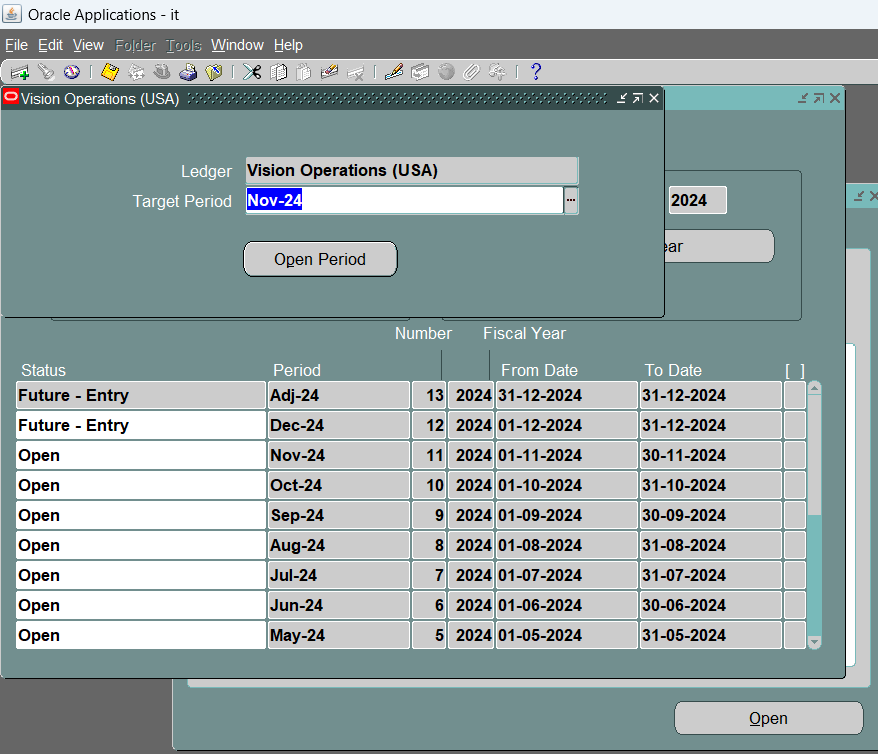 Oracle Applications - it
File Edit View Folder Tools Window Help
Vision Operations (USA)
Ledger Vision Operations (USA)
Target Period Nov-24 ...
2024
Open Period
ear
Number Fiscal Year
Status Period From Date To Date [ ]
Future - Entry Adj-24 13 2024 31-12-2024 31-12-2024
Future - Entry Dec-24 12 2024 01-12-2024 31-12-2024
Open Nov-24 11 2024 01-11-2024 30-11-2024
Open Oct-24 10 2024 01-10-2024 31-10-2024
Open Sep-24 9 2024 01-09-2024 30-09-2024
Open Aug-24 8 2024 01-08-2024 31-08-2024
Open Jul-24 7 2024 01-07-2024 31-07-2024
Open Jun-24 6 2024 01-06-2024 30-06-2024
Open May-24 5 2024 01-05-2024 31-05-2024
Open